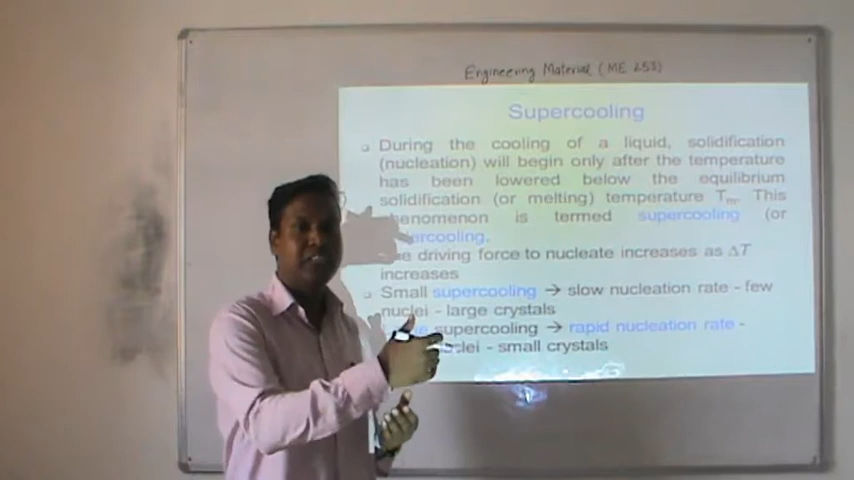 Engineering Material (ME 253)
Supercooling
During the cooling of a liquid, solidification
(nucleation) will begin only after the temperature
has been lowered below the equilibrium
solidification (or melting) temperature Tm. This
phenomenon is termed supercooling (or
driving force to nucleate increases as ΔT
increases
Small supercooling → slow nucleation rate - few
nuclei - large crystals
supercooling → rapid nucleation rate -
nuclei - small crystals